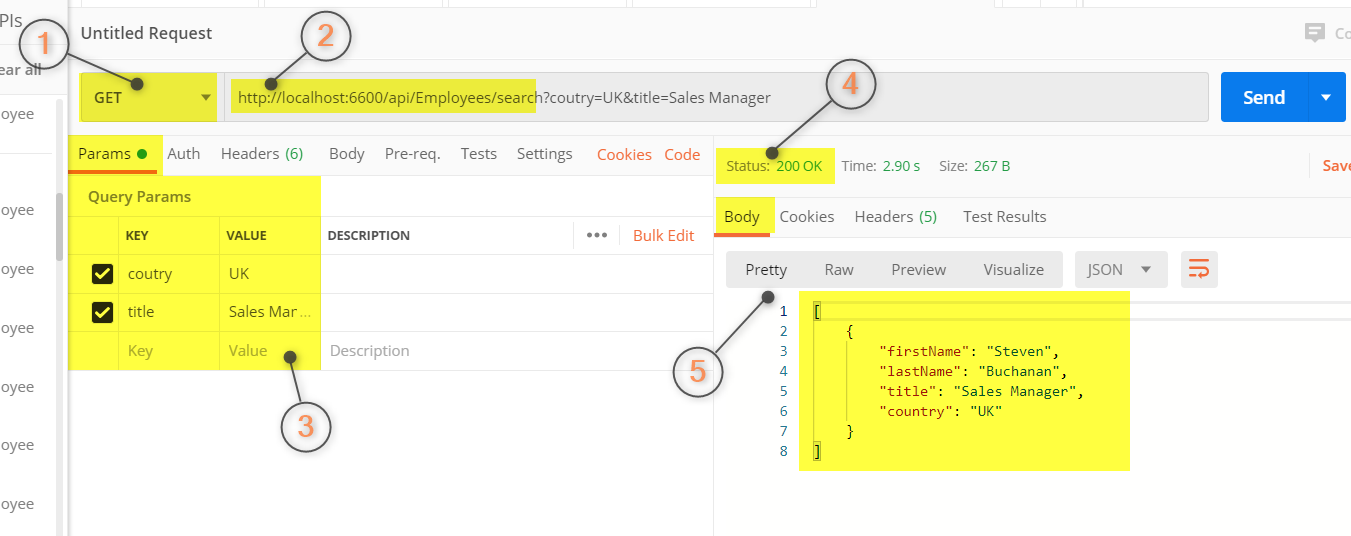 PIs
ear all
oyee
oyee
oyee
oyee
oyee
oyee
oyee
1
2
Untitled Request
Co
GET
http://localhost:6600/api/Employees/search?coutry=UK&title=Sales Manager
Send
4
Params Auth Headers (6) Body Pre-req. Tests Settings Cookies Code
Query Params
KEY VALUE DESCRIPTION ••• Bulk Edit
coutry UK
title Sales Mar ...
Key Value Description
3
Status: 200 OK Time: 2.90 s Size: 267 B Save
Body Cookies Headers (5) Test Results
Pretty Raw Preview Visualize JSON
5
1 [
2 {
3 "firstName": "Steven",
4 "lastName": "Buchanan",
5 "title": "Sales Manager",
6 "country": "UK"
7 }
8 ]